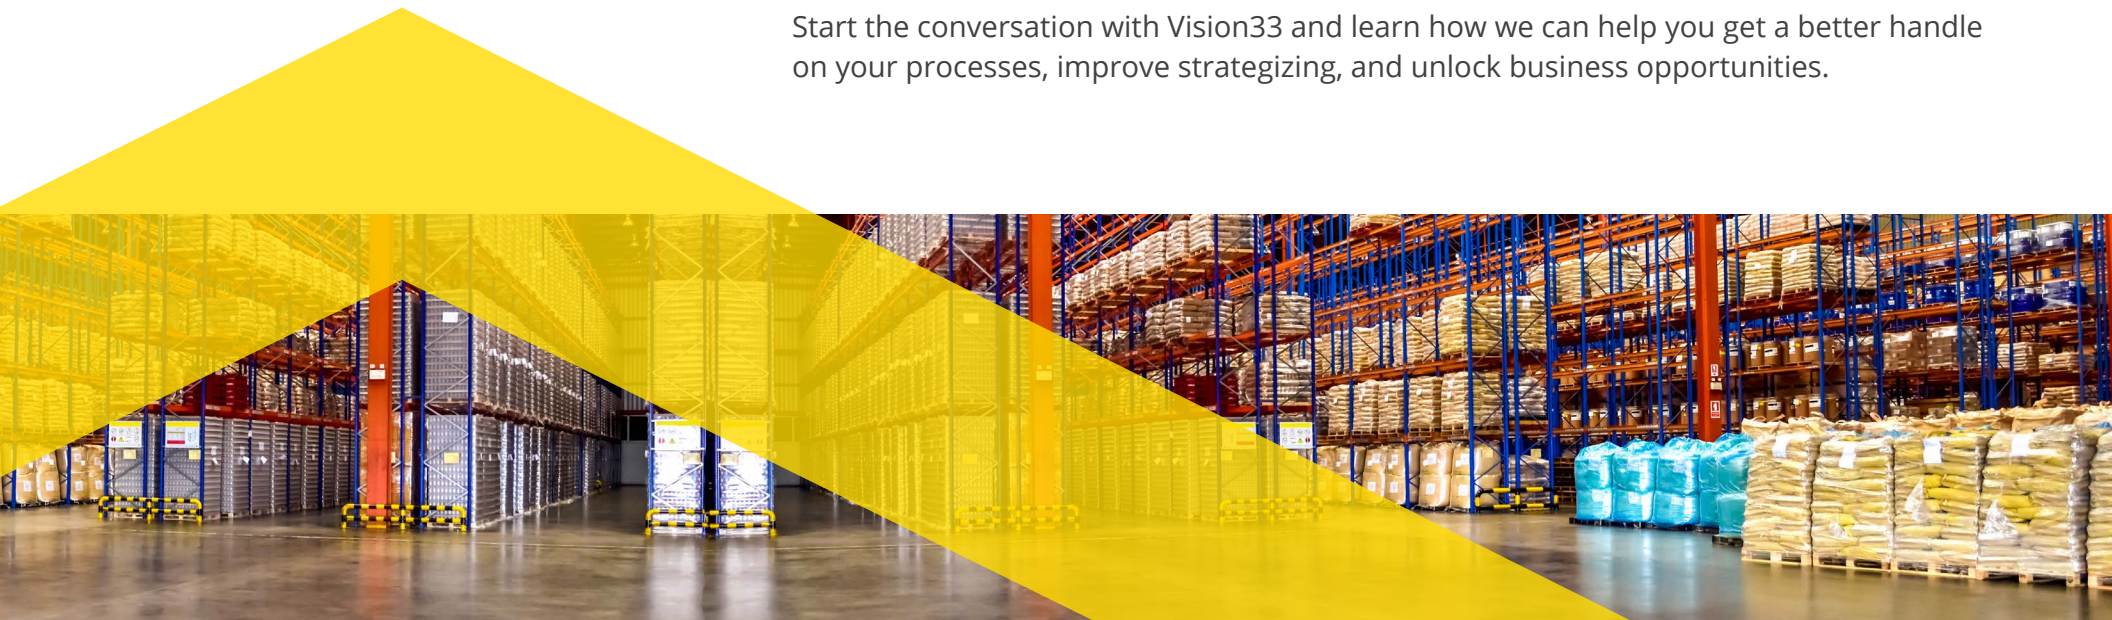 Start the conversation with Vision33 and learn how we can help you get a better handle
on your processes, improve strategizing, and unlock business opportunities.